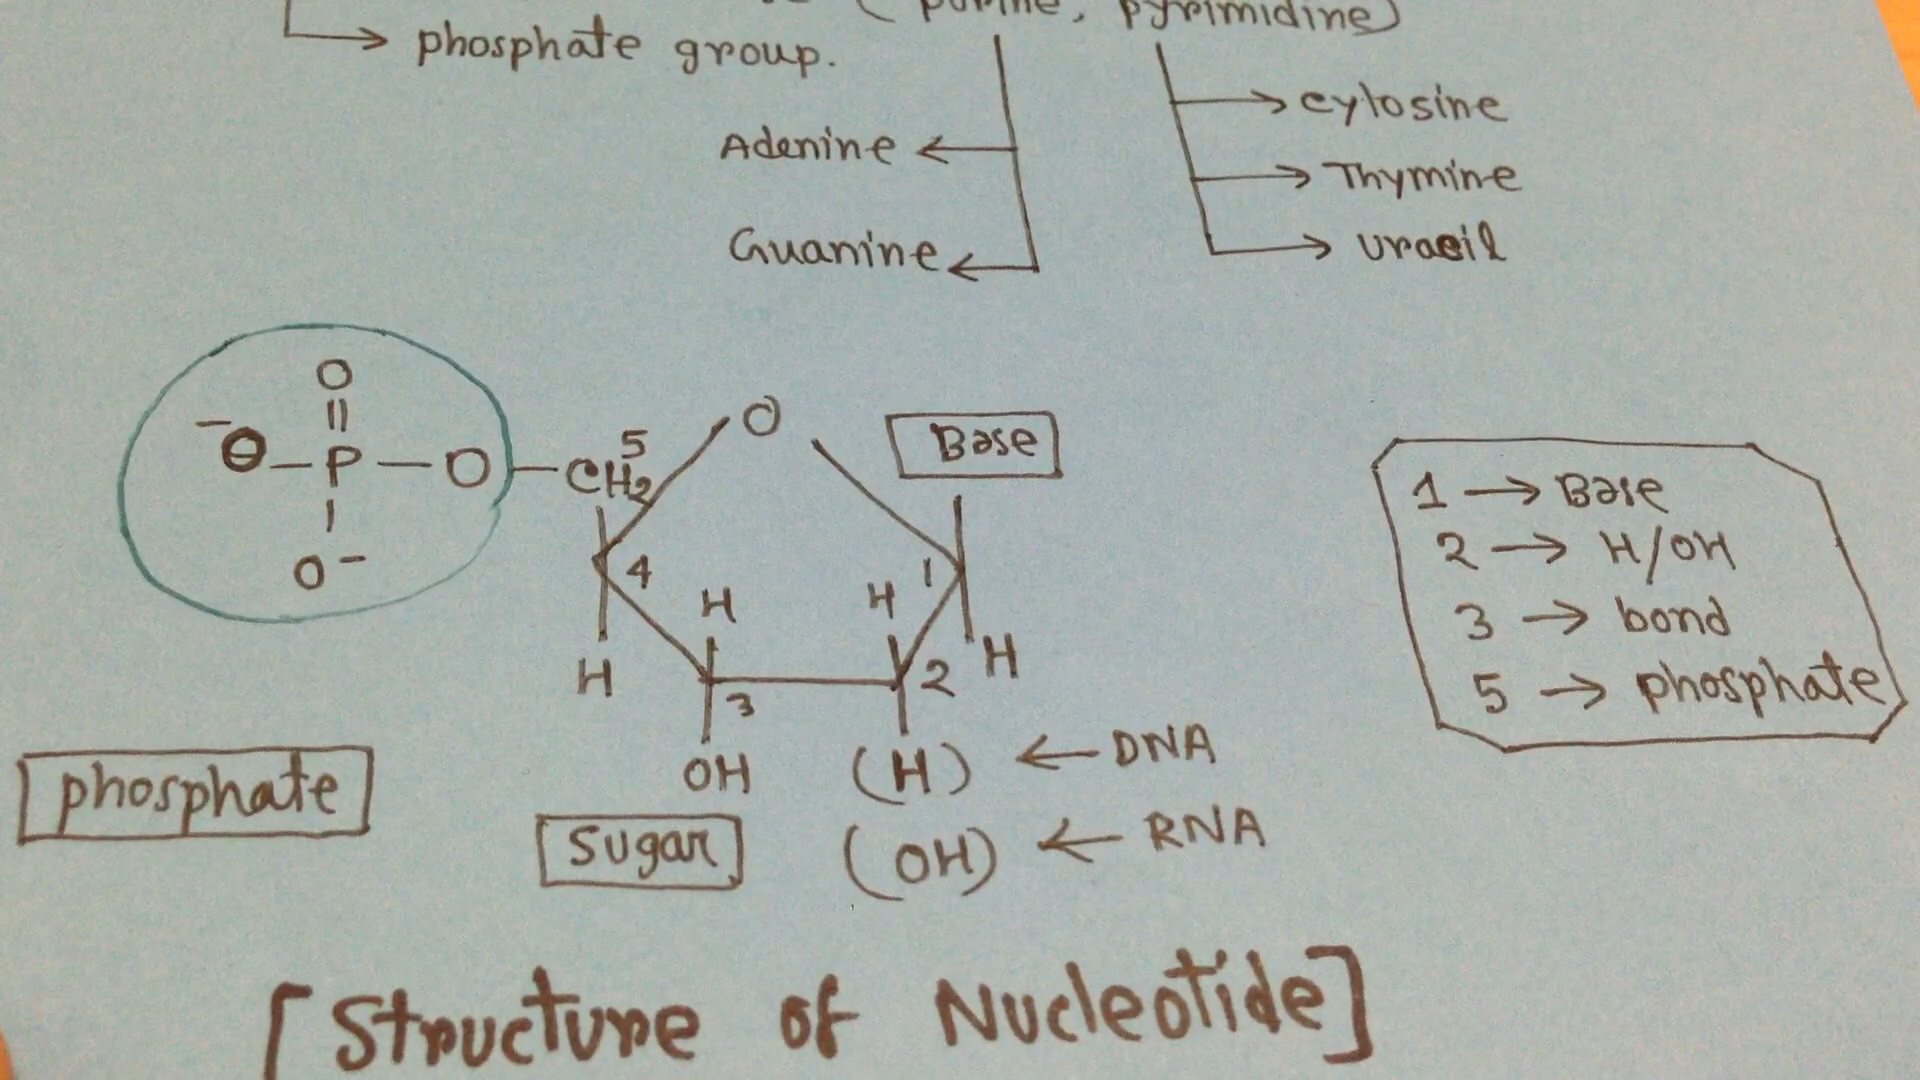 (purine, pyrimidine)
phosphate group.
Adenine
Guanine
cytosine
Thymine
uracil
O
||
⁻O – P – O – CH₂
5
O⁻
O
Base
4
1
H
H
H
H
3
2
OH
(H) ← DNA
(OH) ← RNA
phosphate
Sugar
1 → Base
2 → H/OH
3 → bond
5 → phosphate
[Structure of Nucleotide]